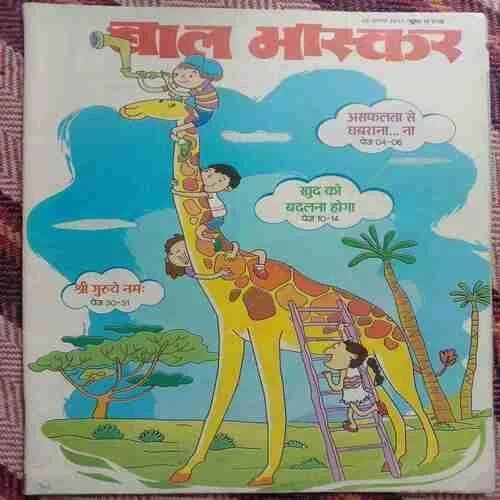 बाल भास्कर
असफलता से
घबराना... ना
पेज 04-06
खुद को
बदलना होगा
पेज 10-14
श्री गुरुवे नमः
पेज 30-31